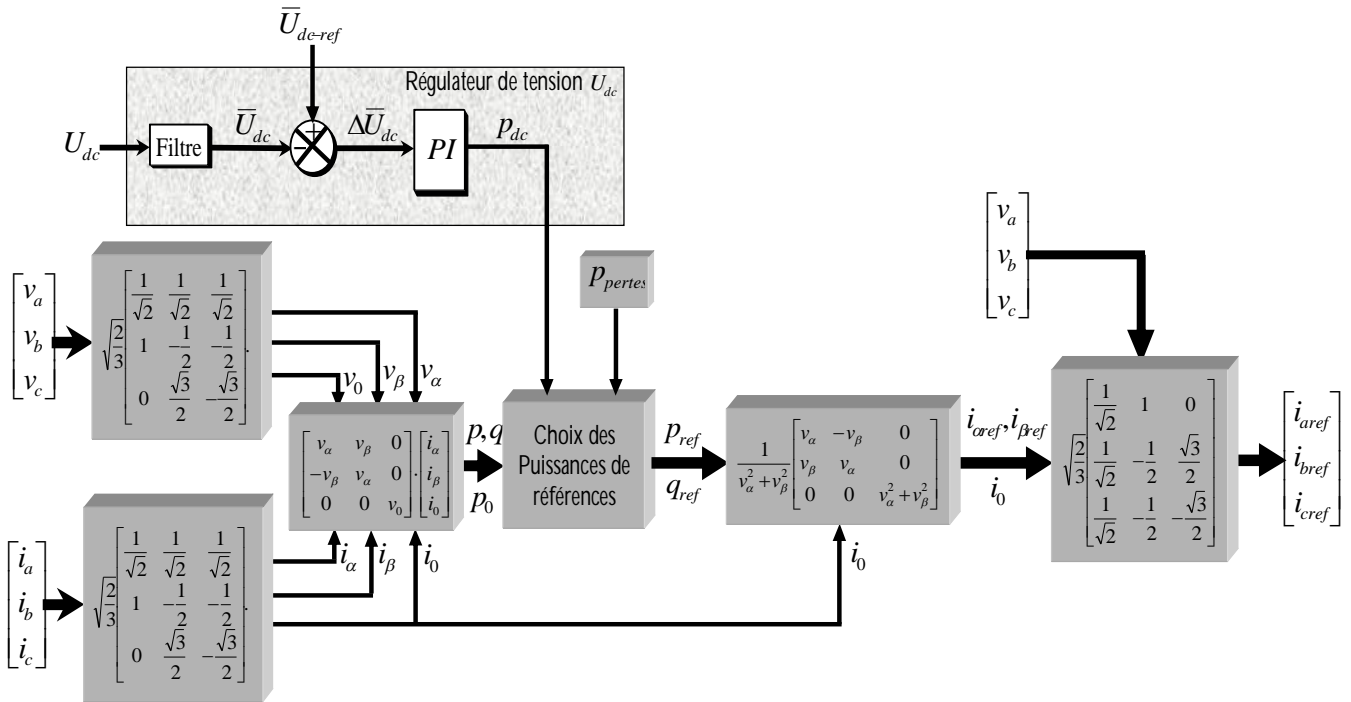 U̅_dc-ref
Régulateur de tension U_dc
U_dc
Filtre
U̅_dc
+
−
ΔU̅_dc
PI
p_dc
[v_a v_b v_c]
√(2/3) [1/√2 1/√2 1/√2
1 −1/2 −1/2
0 √3/2 −√3/2].
v_0 v_β v_α
p_pertes
[v_a v_b v_c]
[v_α v_β 0
−v_β v_α 0
0 0 v_0] · [i_α i_β i_0]
p,q
p_0
Choix des
Puissances de
références
p_ref
q_ref
1/(v_α²+v_β²) [v_α −v_β 0
v_β v_α 0
0 0 v_α²+v_β²]
i_αref,i_βref
i_0
√(2/3) [1/√2 1 0
1/√2 −1/2 √3/2
1/√2 −1/2 −√3/2]
[i_aref i_bref i_cref]
[i_a i_b i_c]
√(2/3) [1/√2 1/√2 1/√2
1 −1/2 −1/2
0 √3/2 −√3/2].
i_α i_β i_0
i_0